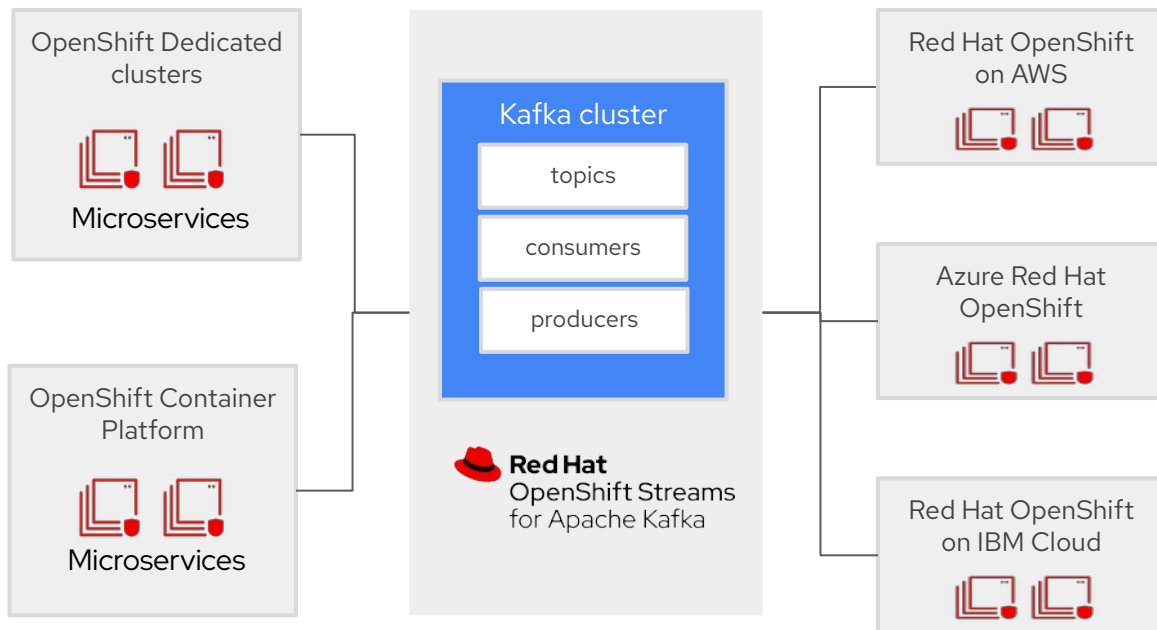 OpenShift Dedicated
clusters
Microservices
OpenShift Container
Platform
Microservices
Kafka cluster
topics
consumers
producers
Red Hat
OpenShift Streams
for Apache Kafka
Red Hat OpenShift
on AWS
Azure Red Hat
OpenShift
Red Hat OpenShift
on IBM Cloud